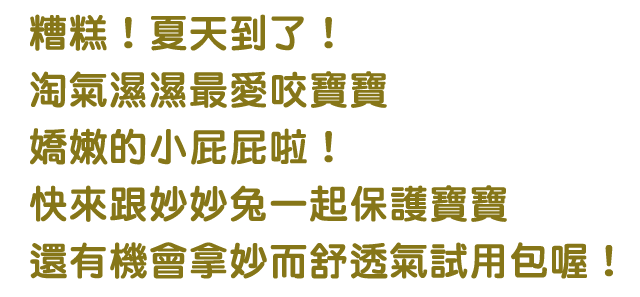 糟糕！夏天到了！
淘氣濕濕最愛咬寶寶
嬌嫩的小屁屁啦！
快來跟妙妙兔一起保護寶寶
還有機會拿妙而舒透氣試用包喔！